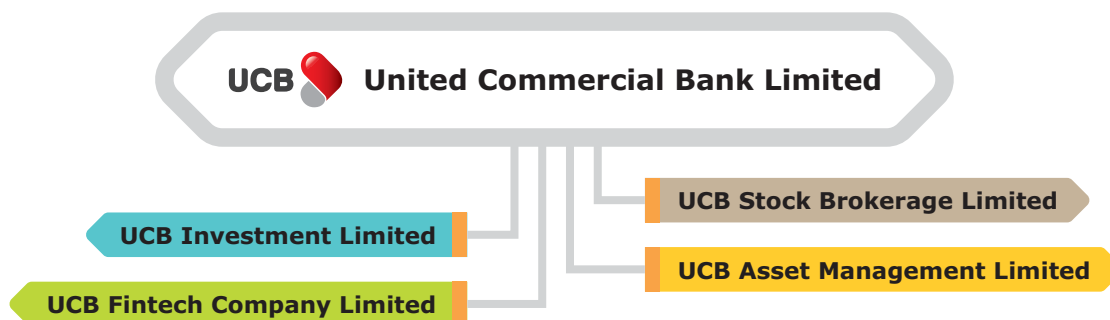 UCB United Commercial Bank Limited
UCB Stock Brokerage Limited
UCB Investment Limited
UCB Asset Management Limited
UCB Fintech Company Limited